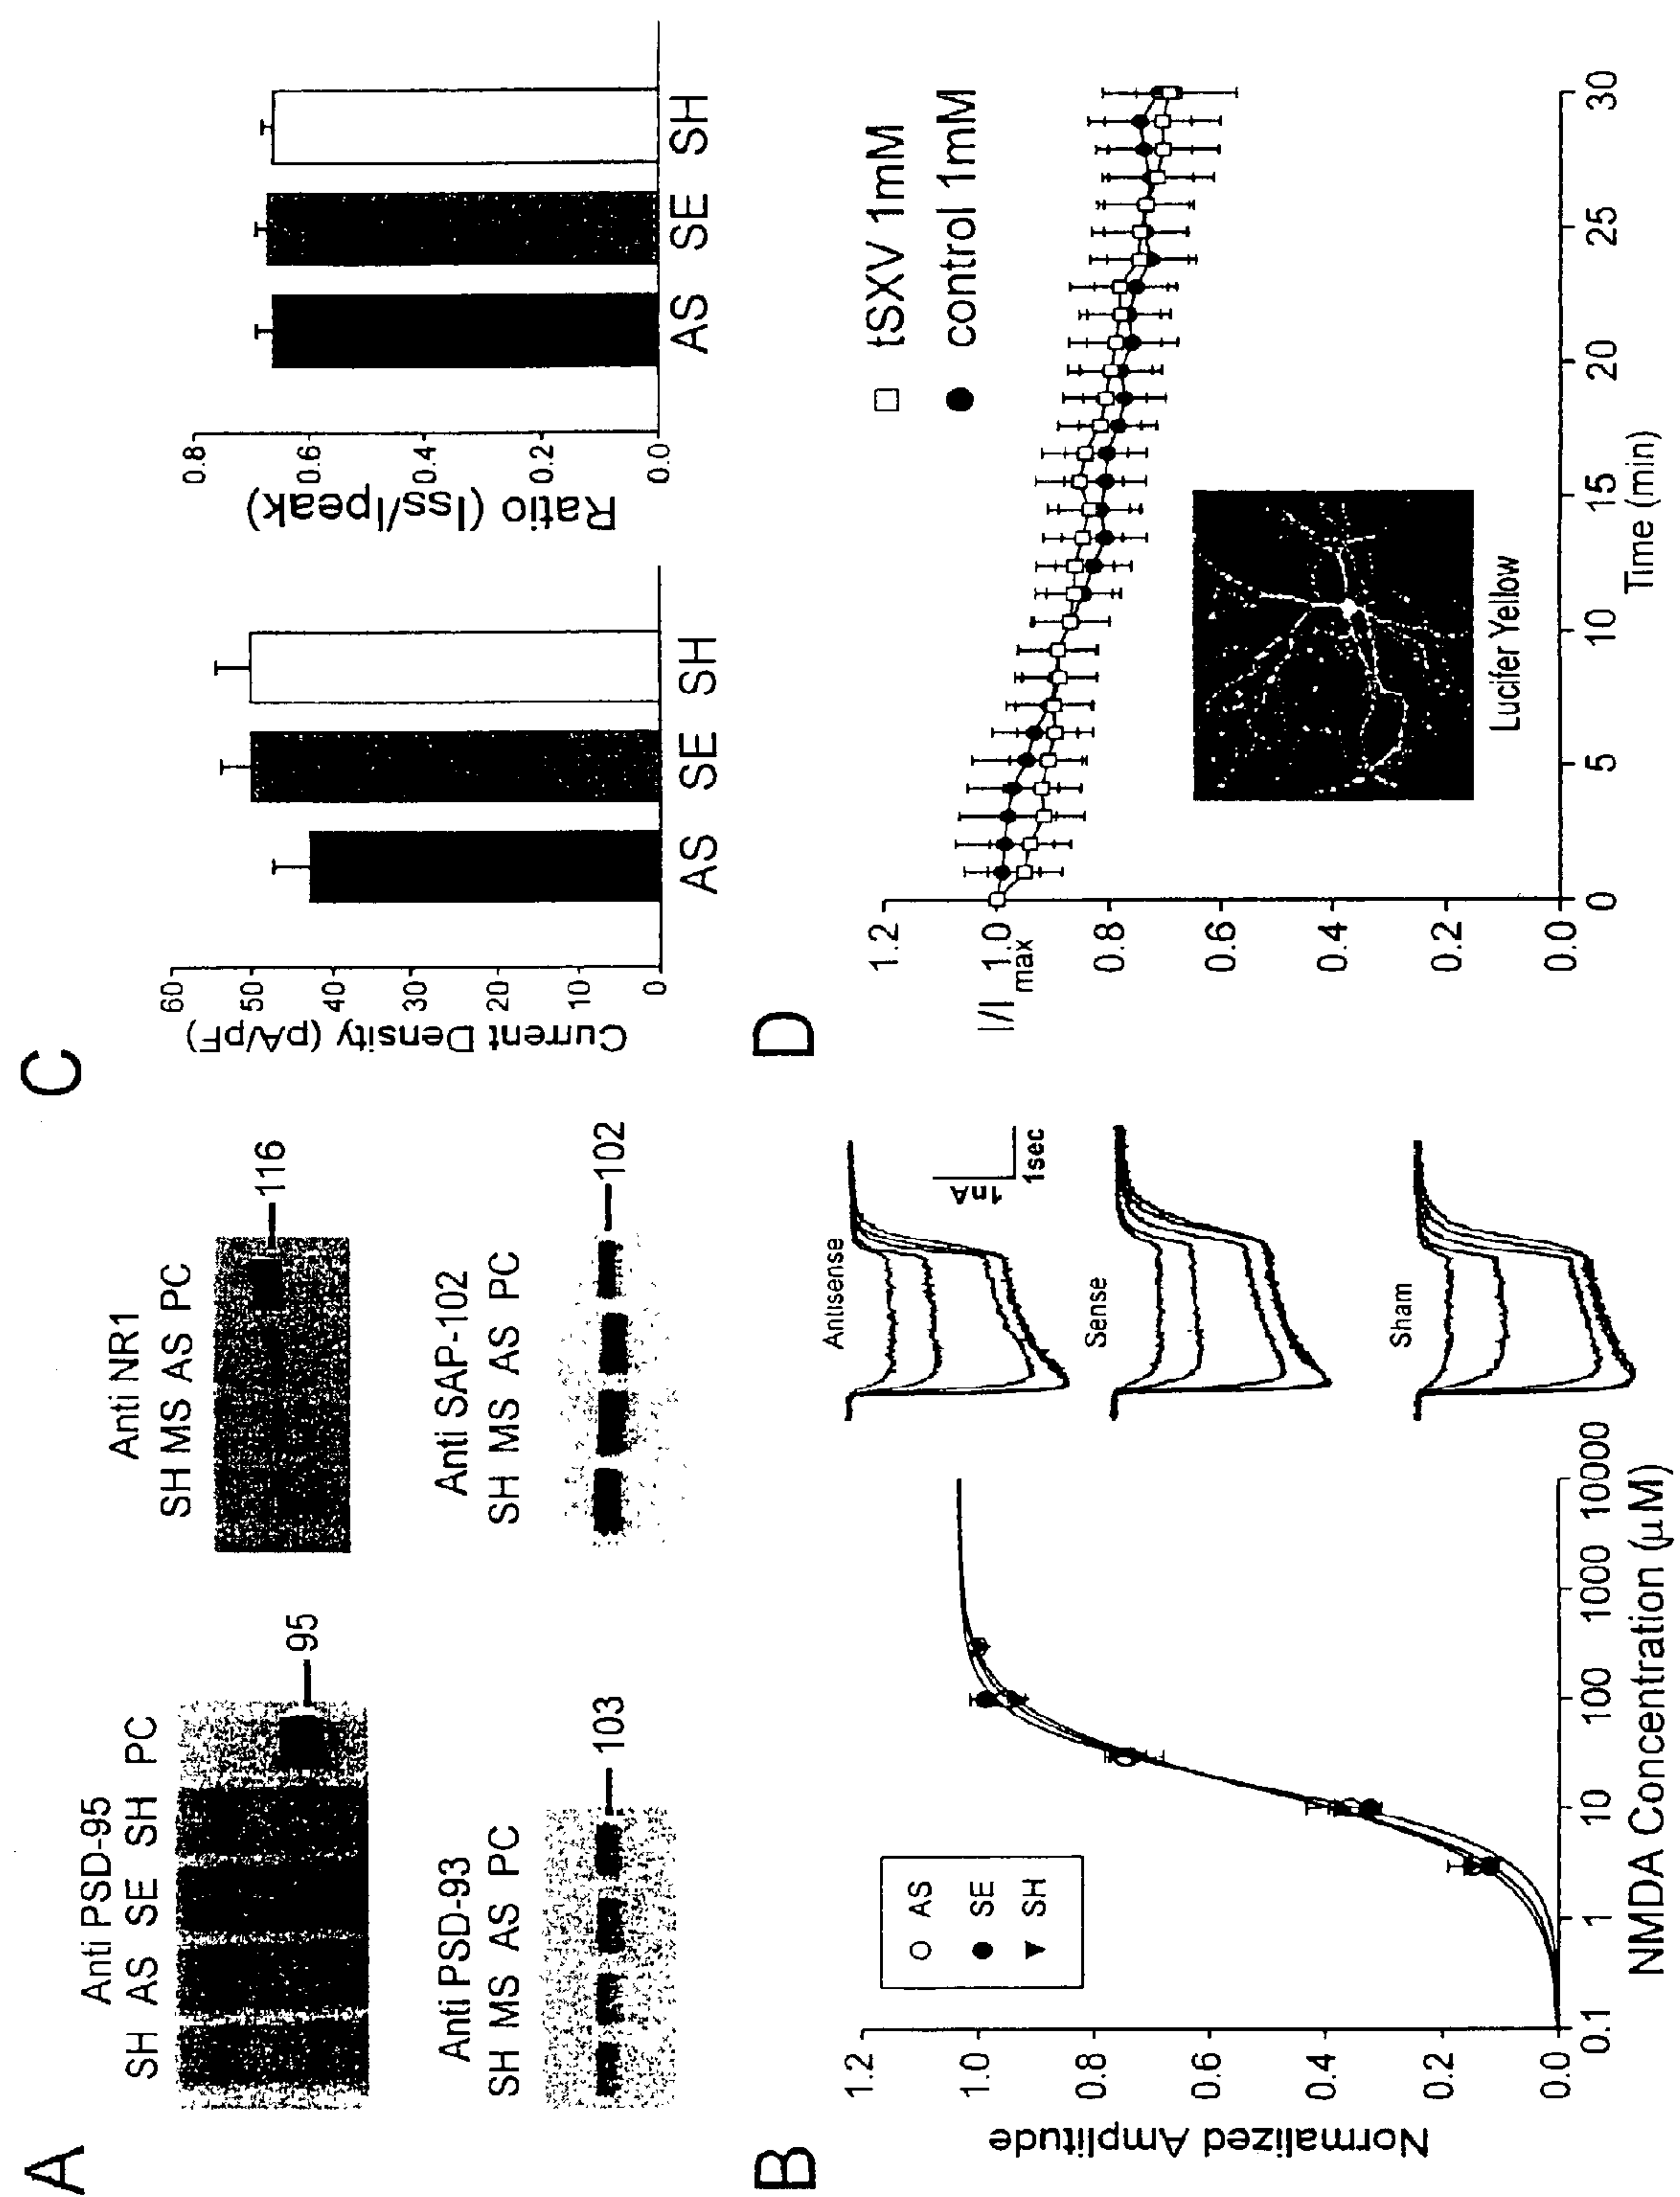 A
Anti PSD-95
SH AS SE SH PC
95
Anti NR1
SH MS AS PC
116
Anti PSD-93
SH MS AS PC
103
Anti SAP-102
SH MS AS PC
102
B
Normalized Amplitude
1.2
1.0
0.8
0.6
0.4
0.2
0.0
AS
SE
SH
0.1 1 10 100 1000 10000
NMDA Concentration (μM)
Antisense
1nA
1sec
Sense
Sham
C
Current Density (pA/pF)
60
50
40
30
20
10
0
AS SE SH
Ratio (Iss/Ipeak)
0.8
0.6
0.4
0.2
0.0
AS SE SH
D
I/Imax
1.2
1.0
0.8
0.6
0.4
0.2
0.0
tSXV 1mM
control 1mM
Lucifer Yellow
0 5 10 15 20 25 30
Time (min)